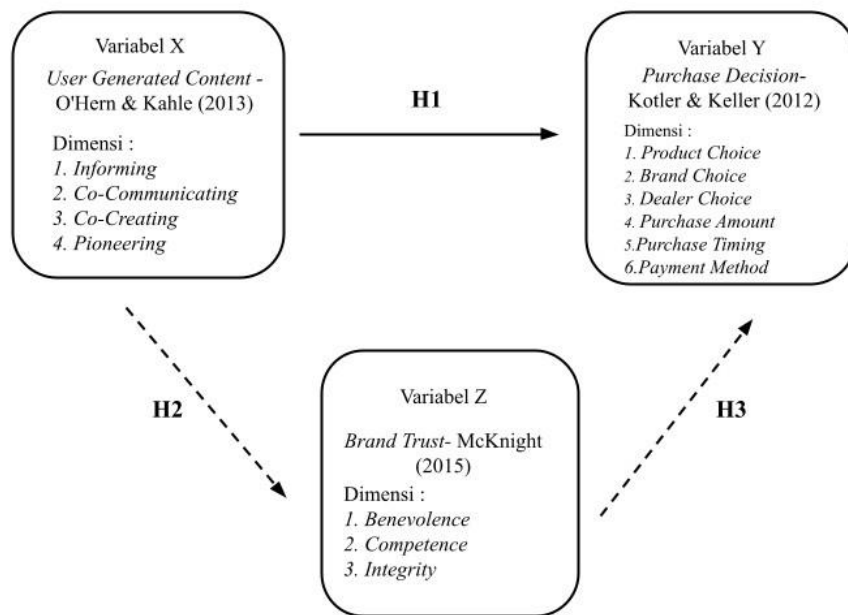 Variabel X
User Generated Content -
O'Hern & Kahle (2013)
Dimensi :
1. Informing
2. Co-Communicating
3. Co-Creating
4. Pioneering
H1
Variabel Y
Purchase Decision-
Kotler & Keller (2012)
Dimensi :
1. Product Choice
2. Brand Choice
3. Dealer Choice
4. Purchase Amount
5.Purchase Timing
6.Payment Method
H2
Variabel Z
Brand Trust- McKnight
(2015)
Dimensi :
1. Benevolence
2. Competence
3. Integrity
H3